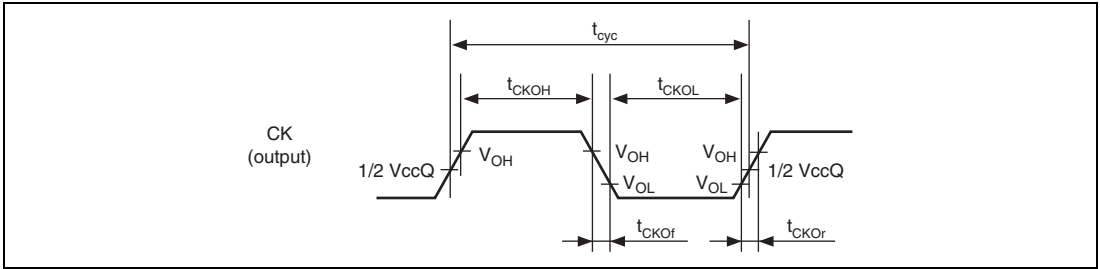 tcyc
tCKOH
tCKOL
CK
(output)
1/2 VccQ
VOH
VOH
VOL
VOH
VOL
1/2 VccQ
tCKOf
tCKOr